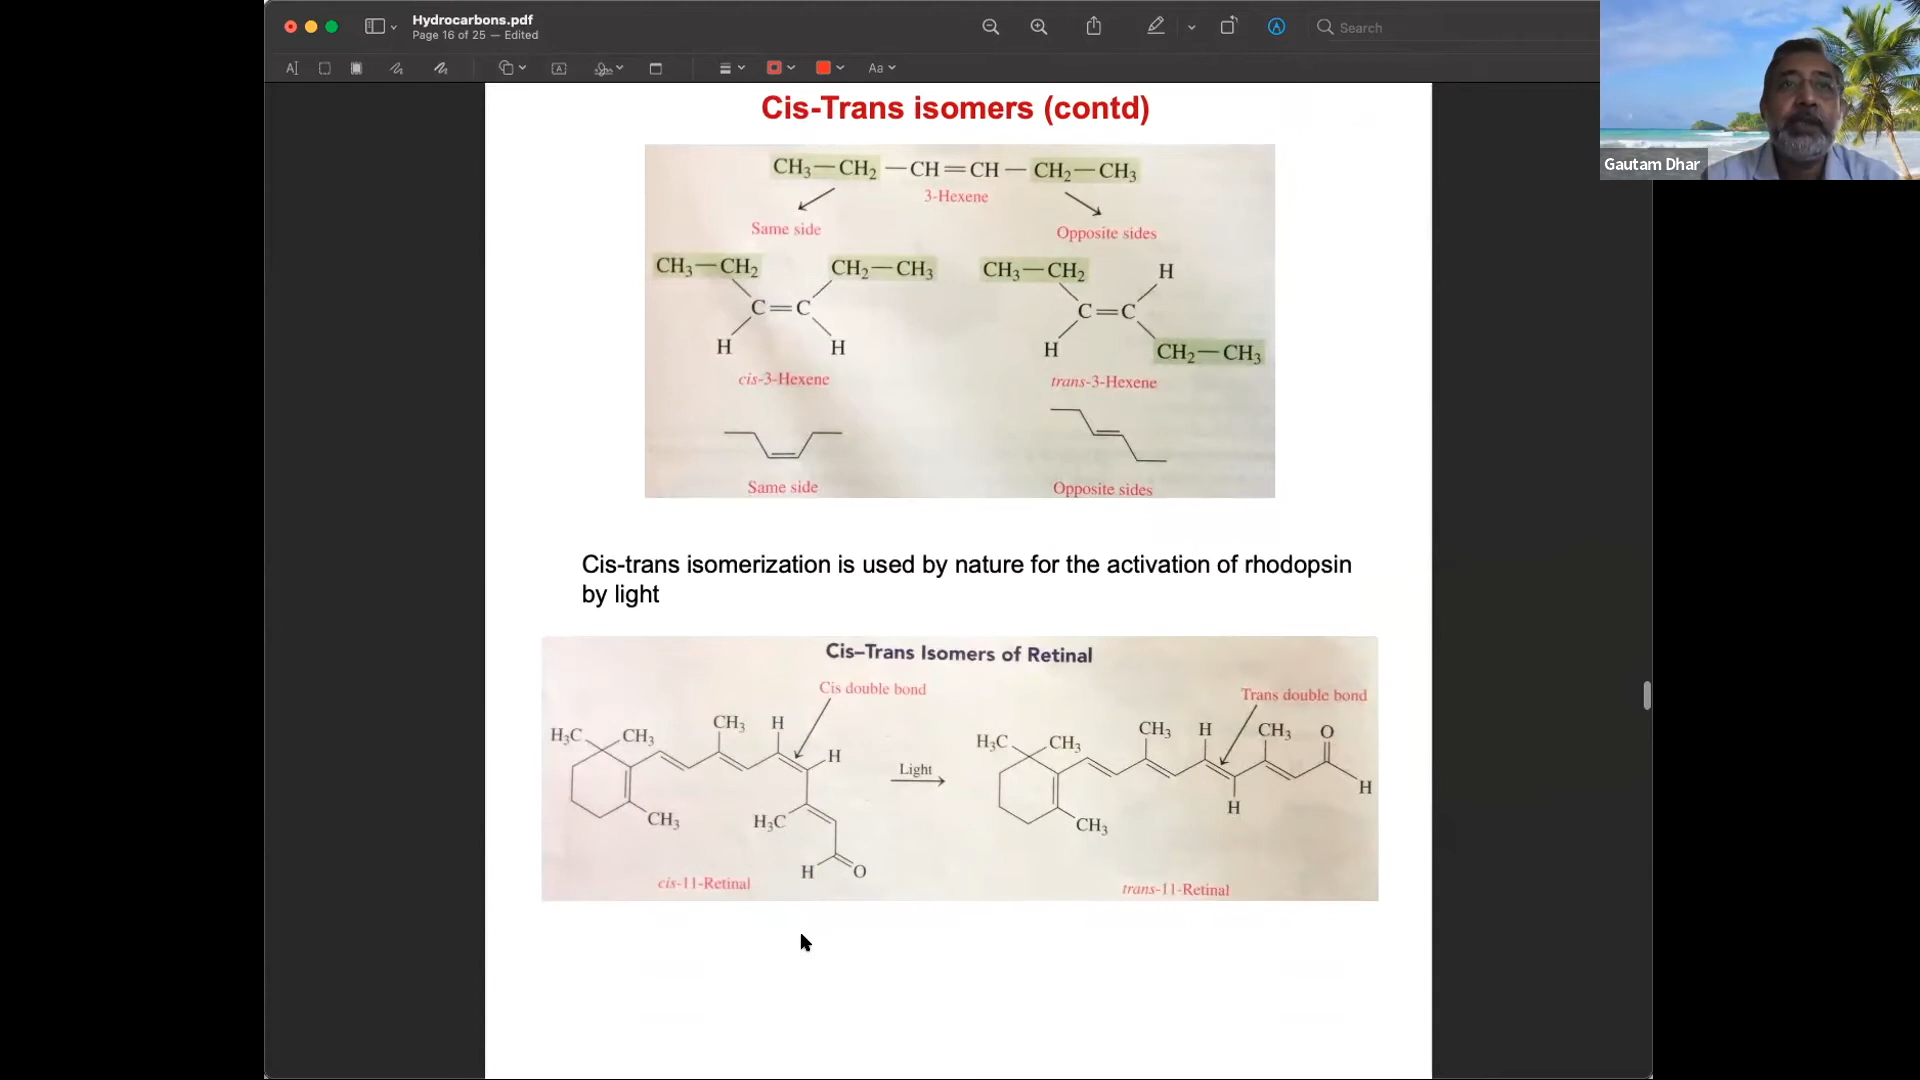 Hydrocarbons.pdf
Page 16 of 25 — Edited
Search
Gautam Dhar
Cis-Trans isomers (contd)
CH₃—CH₂—CH=CH—CH₂—CH₃
3-Hexene
Same side
Opposite sides
CH₃—CH₂ CH₂—CH₃
C=C
H H
cis-3-Hexene
CH₃—CH₂ H
C=C
H CH₂—CH₃
trans-3-Hexene
Same side
Opposite sides
Cis-trans isomerization is used by nature for the activation of rhodopsin
by light
Cis–Trans Isomers of Retinal
Cis double bond
H₃C CH₃ CH₃ H
H
CH₃ H₃C
H O
cis-11-Retinal
Light
Trans double bond
H₃C CH₃ CH₃ H CH₃ O
H
H
CH₃
trans-11-Retinal